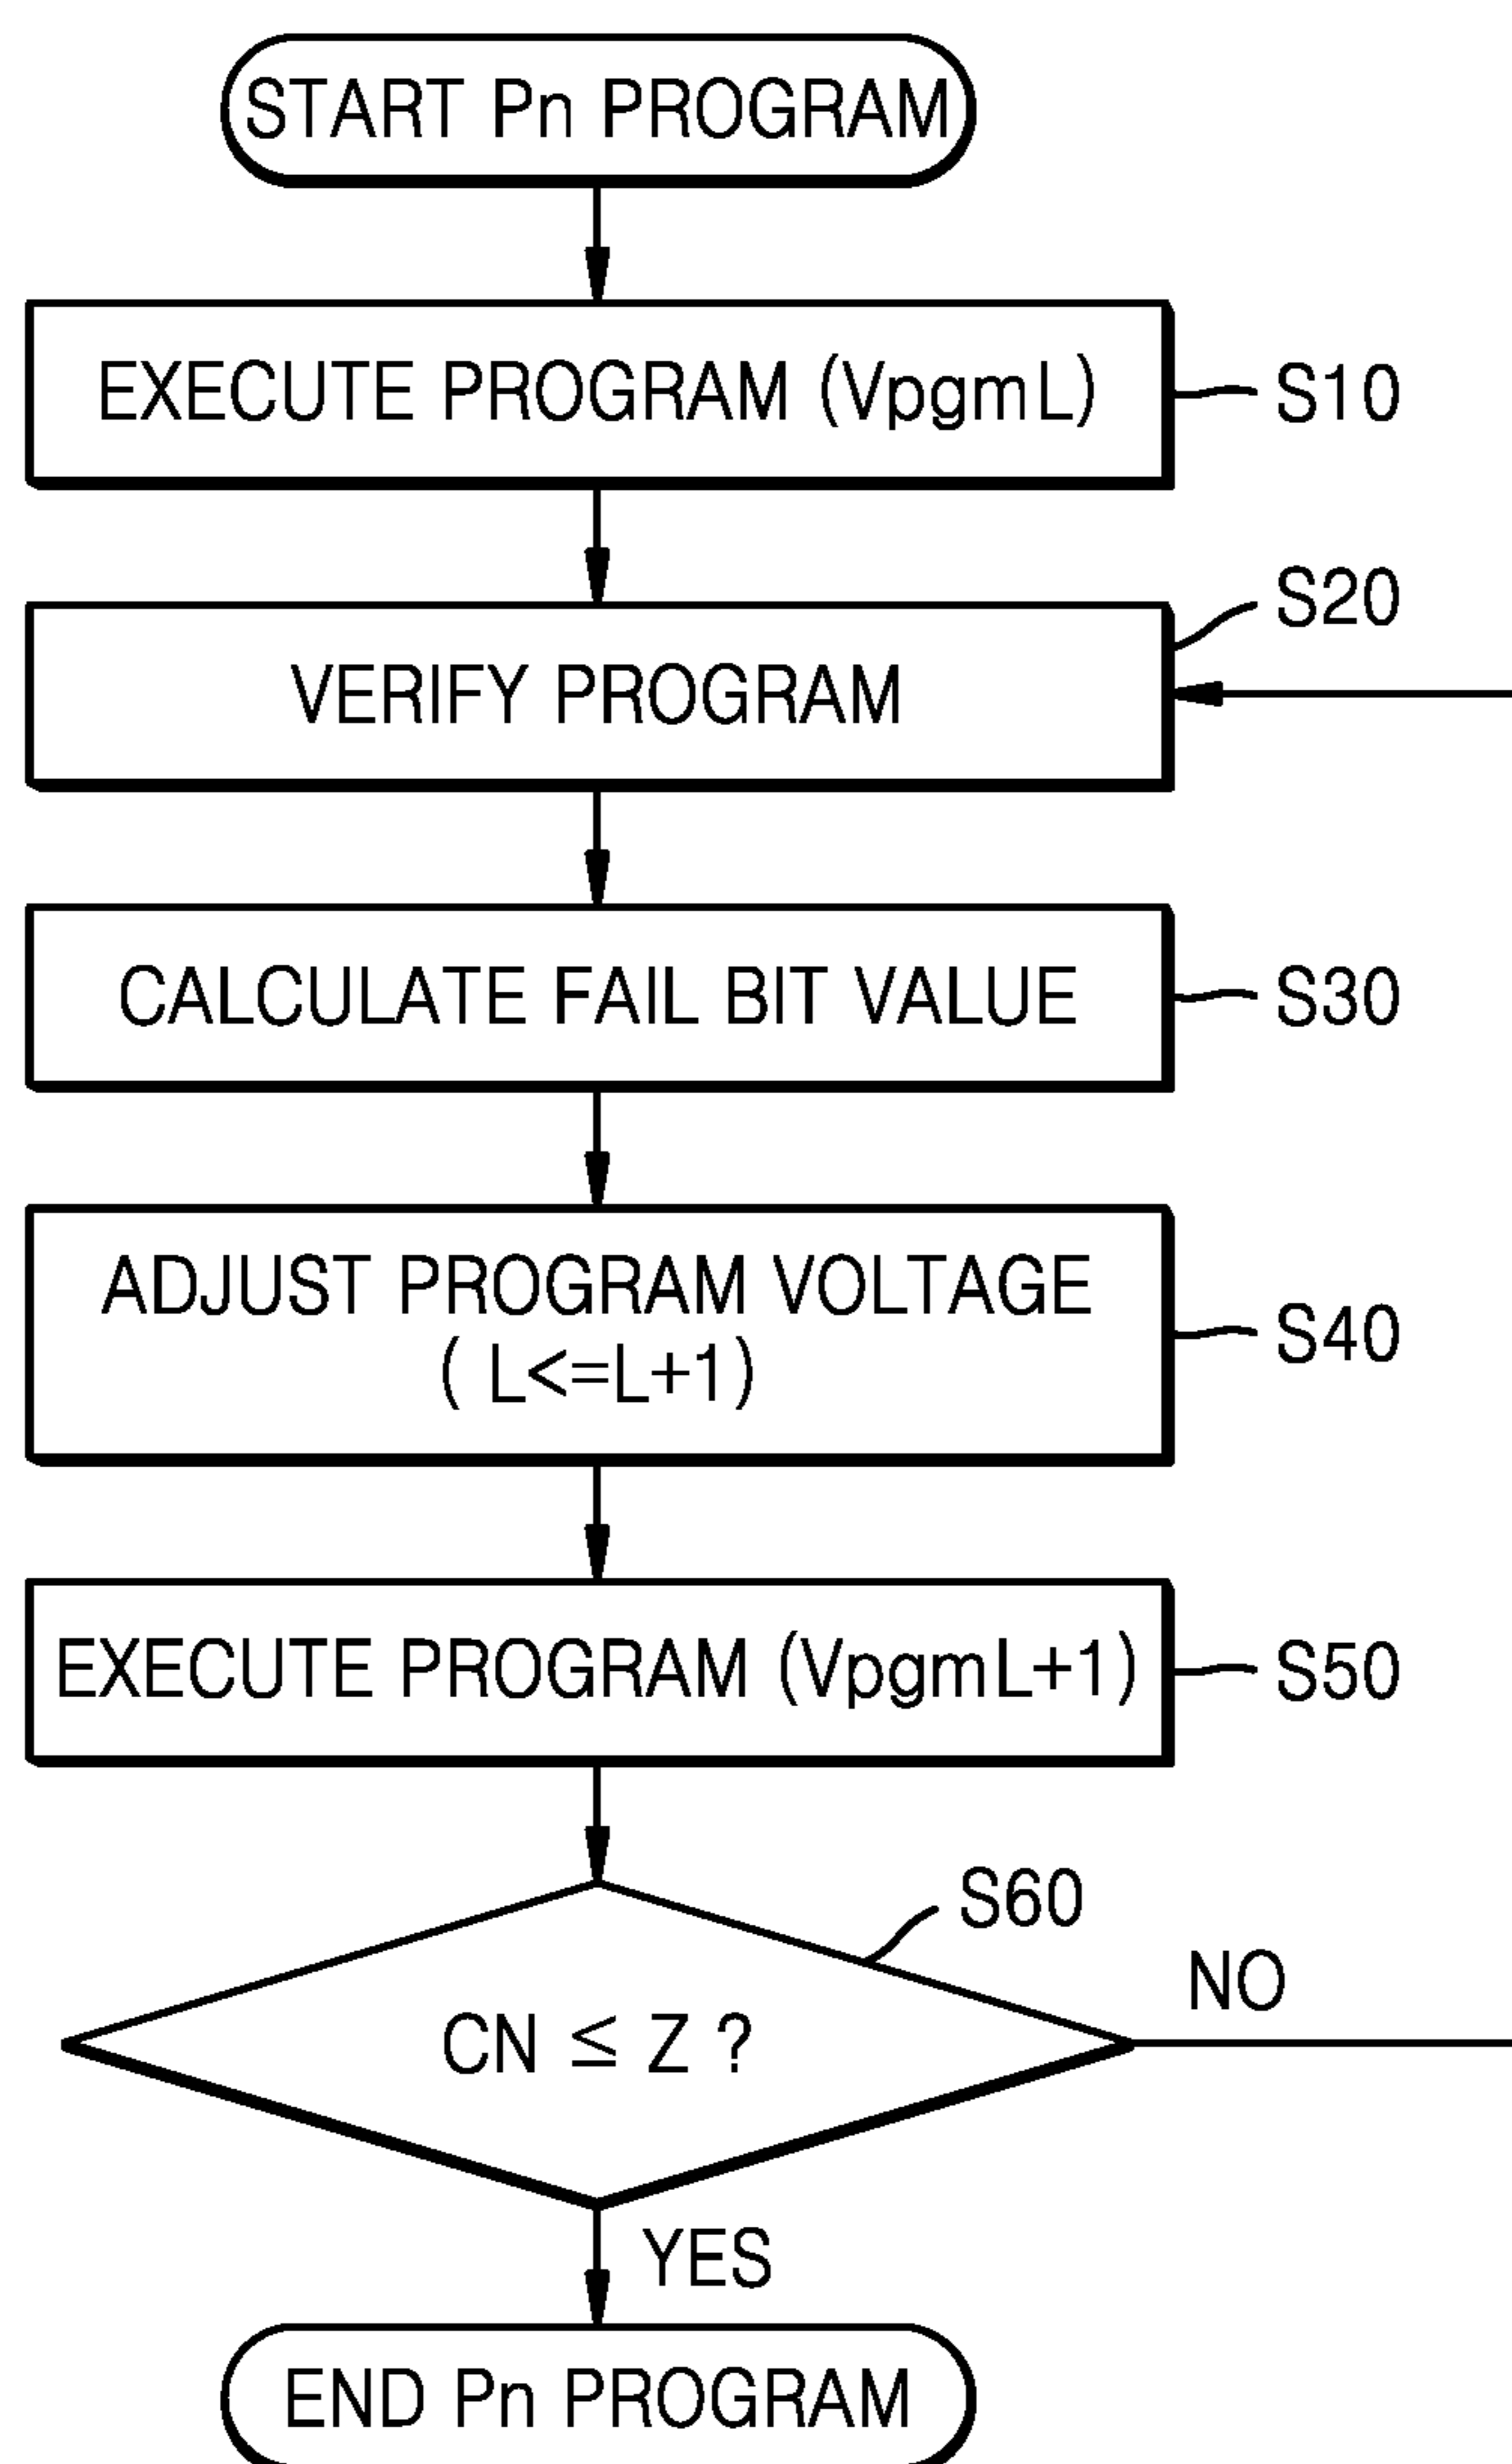 START Pn PROGRAM
EXECUTE PROGRAM (VpgmL)
S10
S20
VERIFY PROGRAM
CALCULATE FAIL BIT VALUE
S30
ADJUST PROGRAM VOLTAGE
( L<=L+1)
S40
EXECUTE PROGRAM (VpgmL+1)
S50
S60
NO
CN ≤ Z ?
YES
END Pn PROGRAM